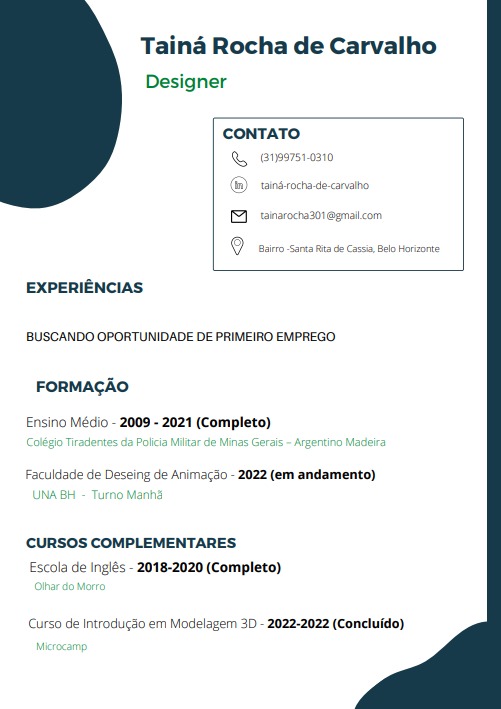 Tainá Rocha de Carvalho
Designer
CONTATO
(31)99751-0310
in
tainá-rocha-de-carvalho
tainarocha301@gmail.com
Bairro -Santa Rita de Cassia, Belo Horizonte
EXPERIÊNCIAS
BUSCANDO OPORTUNIDADE DE PRIMEIRO EMPREGO
FORMAÇÃO
Ensino Médio - 2009 - 2021 (Completo)
Colégio Tiradentes da Policia Militar de Minas Gerais – Argentino Madeira
Faculdade de Deseing de Animação - 2022 (em andamento)
UNA BH - Turno Manhã
CURSOS COMPLEMENTARES
Escola de Inglês - 2018-2020 (Completo)
Olhar do Morro
Curso de Introdução em Modelagem 3D - 2022-2022 (Concluído)
Microcamp